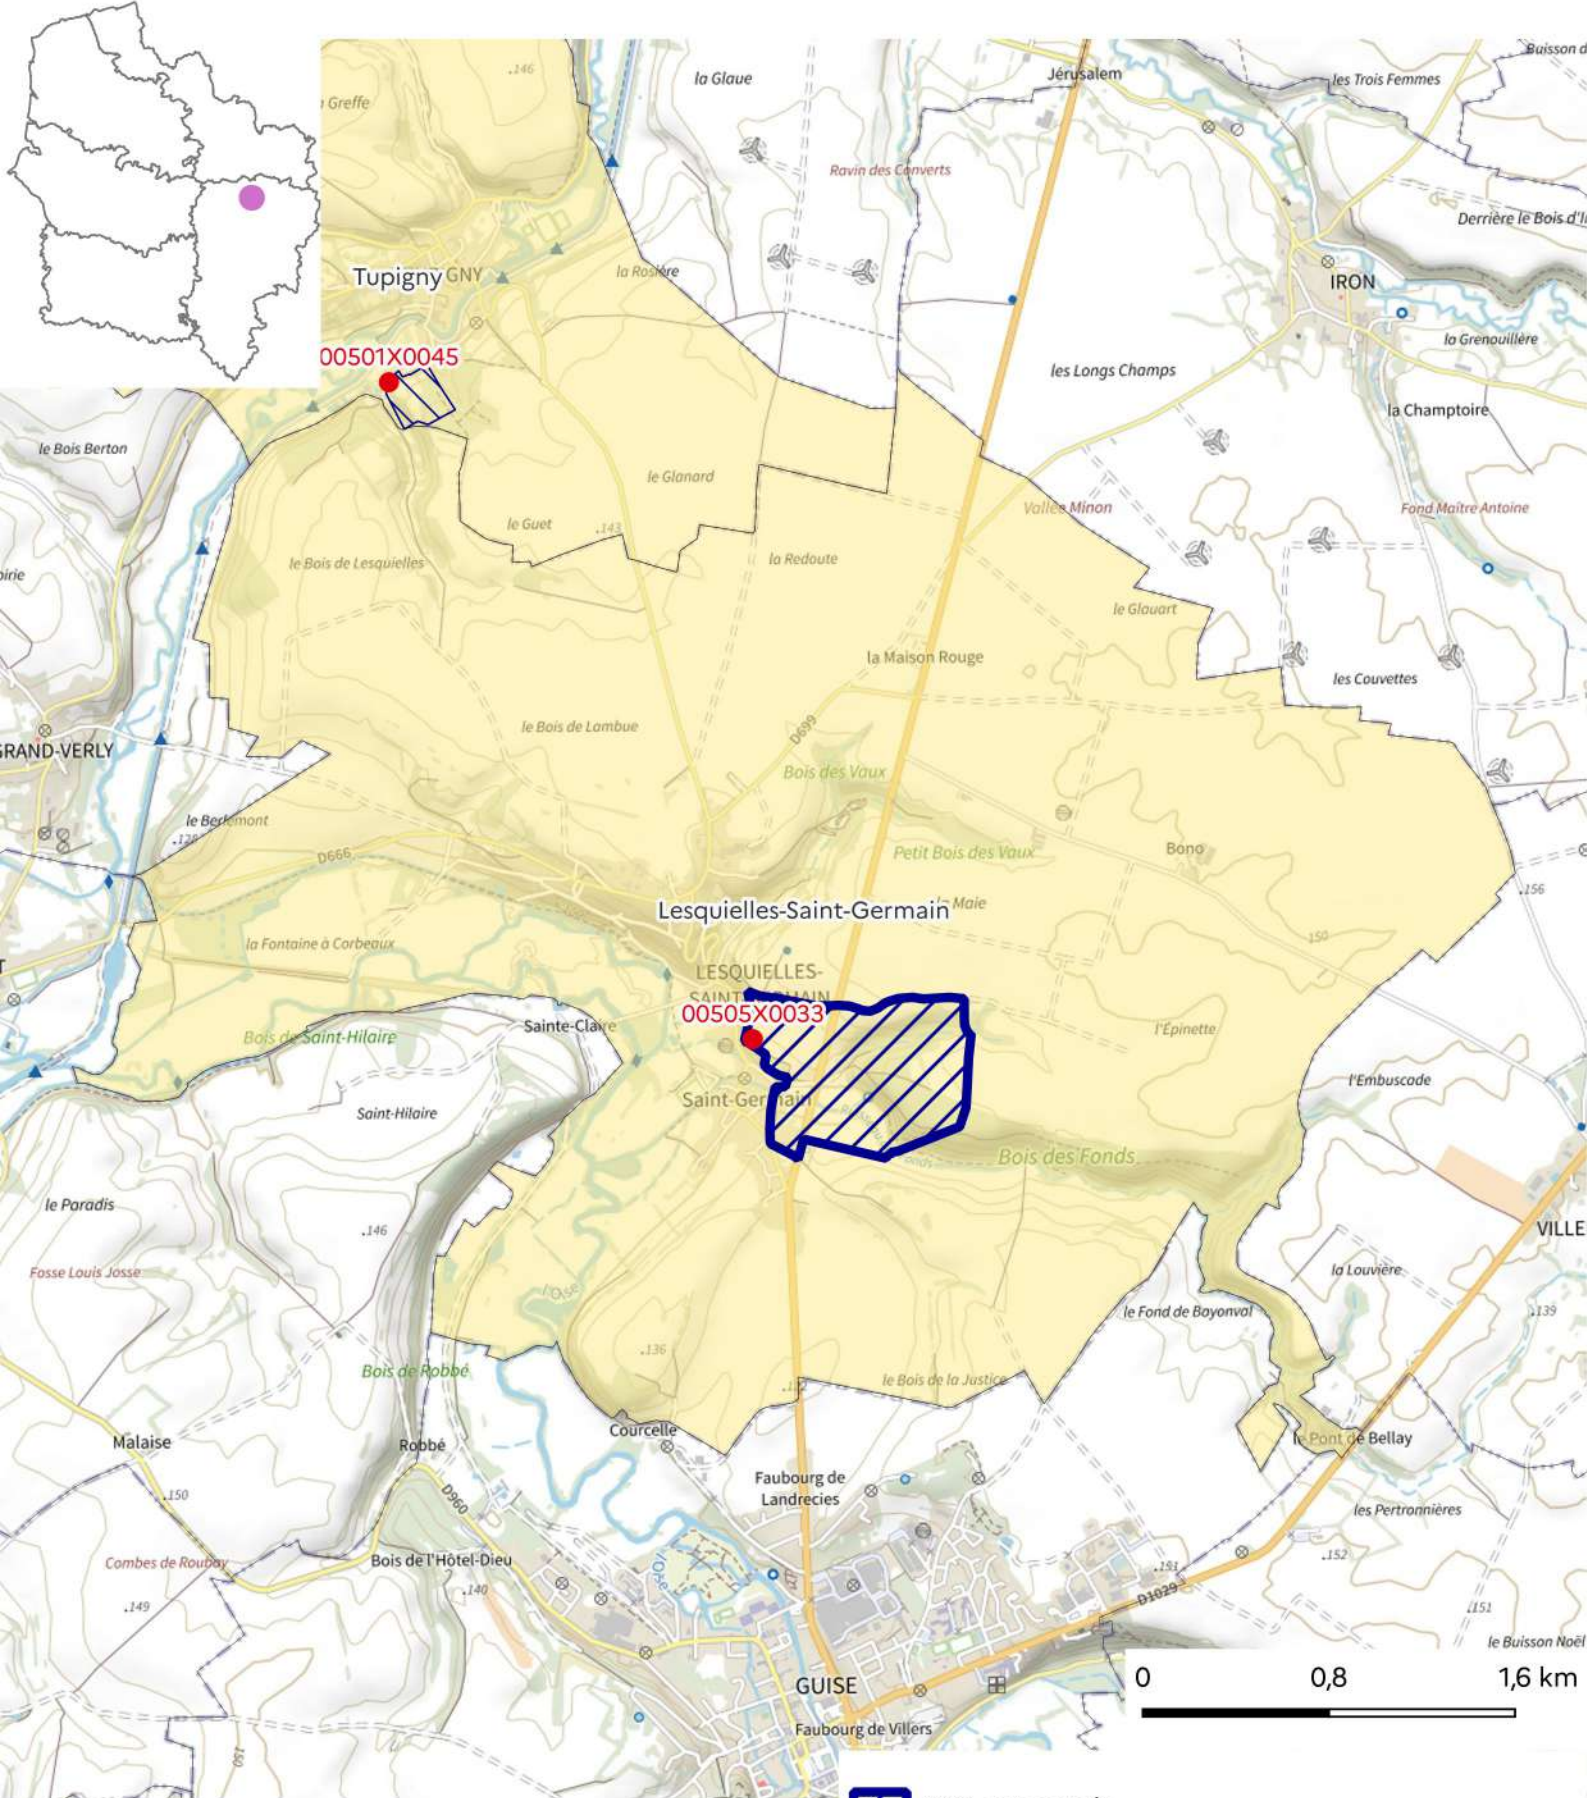 .146
la Glaue
Jérusalem
les Trois Femmes
Buisson d
Greffe
Ravin des Converts
Derrière le Bois d'I
Tupigny
GNY
la Rosière
IRON
la Grenouillère
00501X0045
les Longs Champs
la Champtoire
le Bois Berton
le Glanard
Vallée Minon
Fond Maître Antoine
le Guet
.143
la Redoute
le Bois de Lesquielles
oirie
le Glauart
la Maison Rouge
les Couvettes
le Bois de Lambue
D699
GRAND-VERLY
Bois des Vaux
le Berlemont
.128
D666
Petit Bois des Vaux
Bono
.156
Lesquielles-Saint-Germain
la Maie
150
la Fontaine à Corbeaux
LESQUIELLES-
SAINT-GERMAIN
00505X0033
Sainte-Claire
l'Épinette
Bois de Saint-Hilaire
l'Embuscade
Saint-Hilaire
Saint-Germain
Bois des Fonds
le Paradis
.146
VILLE
Fosse Louis Josse
la Louvière
l'Oise
le Fond de Bayonval
.139
.136
Bois de Robbé
le Bois de la Justice
Courcelle
le Pont de Bellay
Malaise
Robbé
Faubourg de
Landrecies
.150
D960
les Pertronnières
Combes de Roubay
Bois de l'Hôtel-Dieu
l'Oise
.152
.151
.140
D1029
.149
.151
le Buisson Noël
GUISE
0
0,8
1,6 km
Faubourg de Villers
150